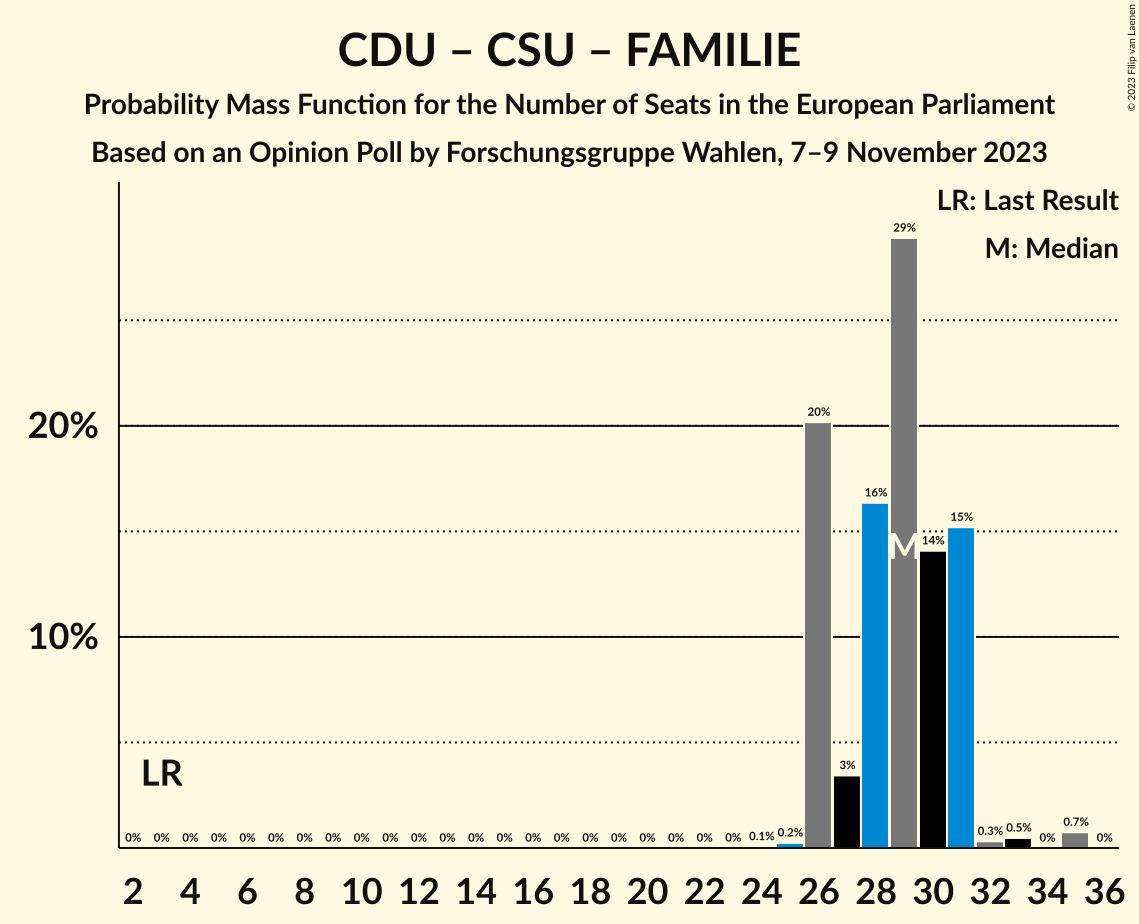 CDU – CSU – FAMILIE
Probability Mass Function for the Number of Seats in the European Parliament
Based on an Opinion Poll by Forschungsgruppe Wahlen, 7–9 November 2023
© 2023 Filip van Laenen
LR: Last Result
M: Median
29%
20%
20%
16%
15%
M
14%
10%
3%
LR
0% 0% 0% 0% 0% 0% 0% 0% 0% 0% 0% 0% 0% 0% 0% 0% 0% 0% 0% 0% 0% 0% 0.1% 0.2% 0.3% 0.5% 0% 0.7% 0%
2 4 6 8 10 12 14 16 18 20 22 24 26 28 30 32 34 36